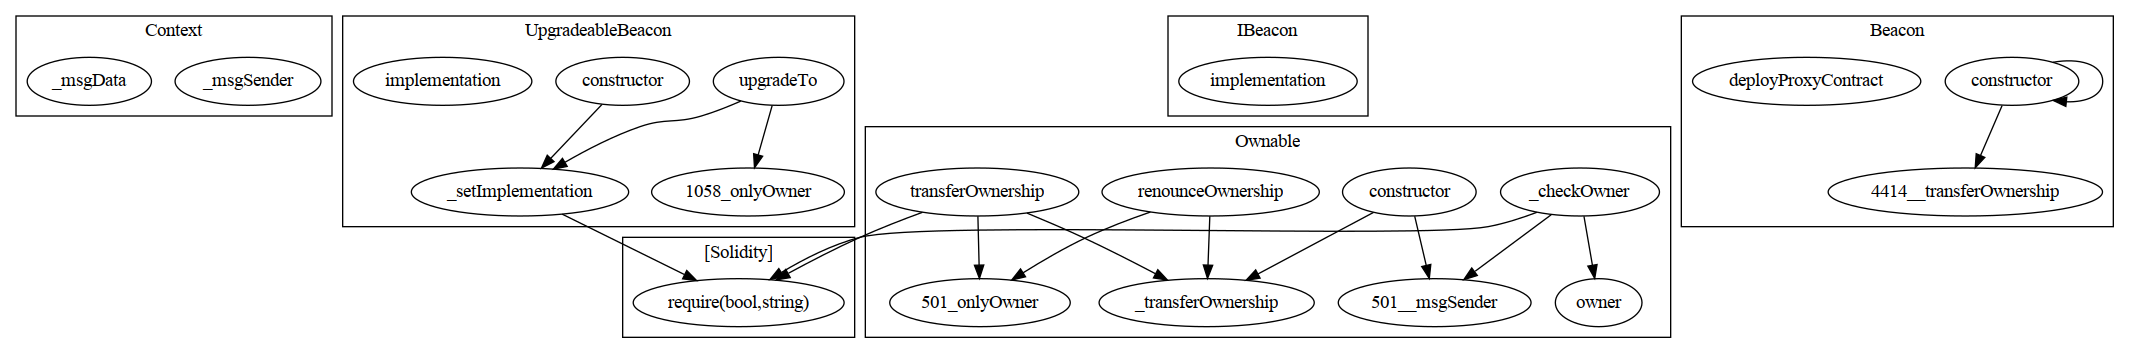 Context
_msgData
_msgSender
UpgradeableBeacon
implementation
constructor
upgradeTo
_setImplementation
1058_onlyOwner
IBeacon
implementation
Beacon
deployProxyContract
constructor
4414__transferOwnership
Ownable
transferOwnership
renounceOwnership
constructor
_checkOwner
501_onlyOwner
_transferOwnership
501__msgSender
owner
[Solidity]
require(bool,string)